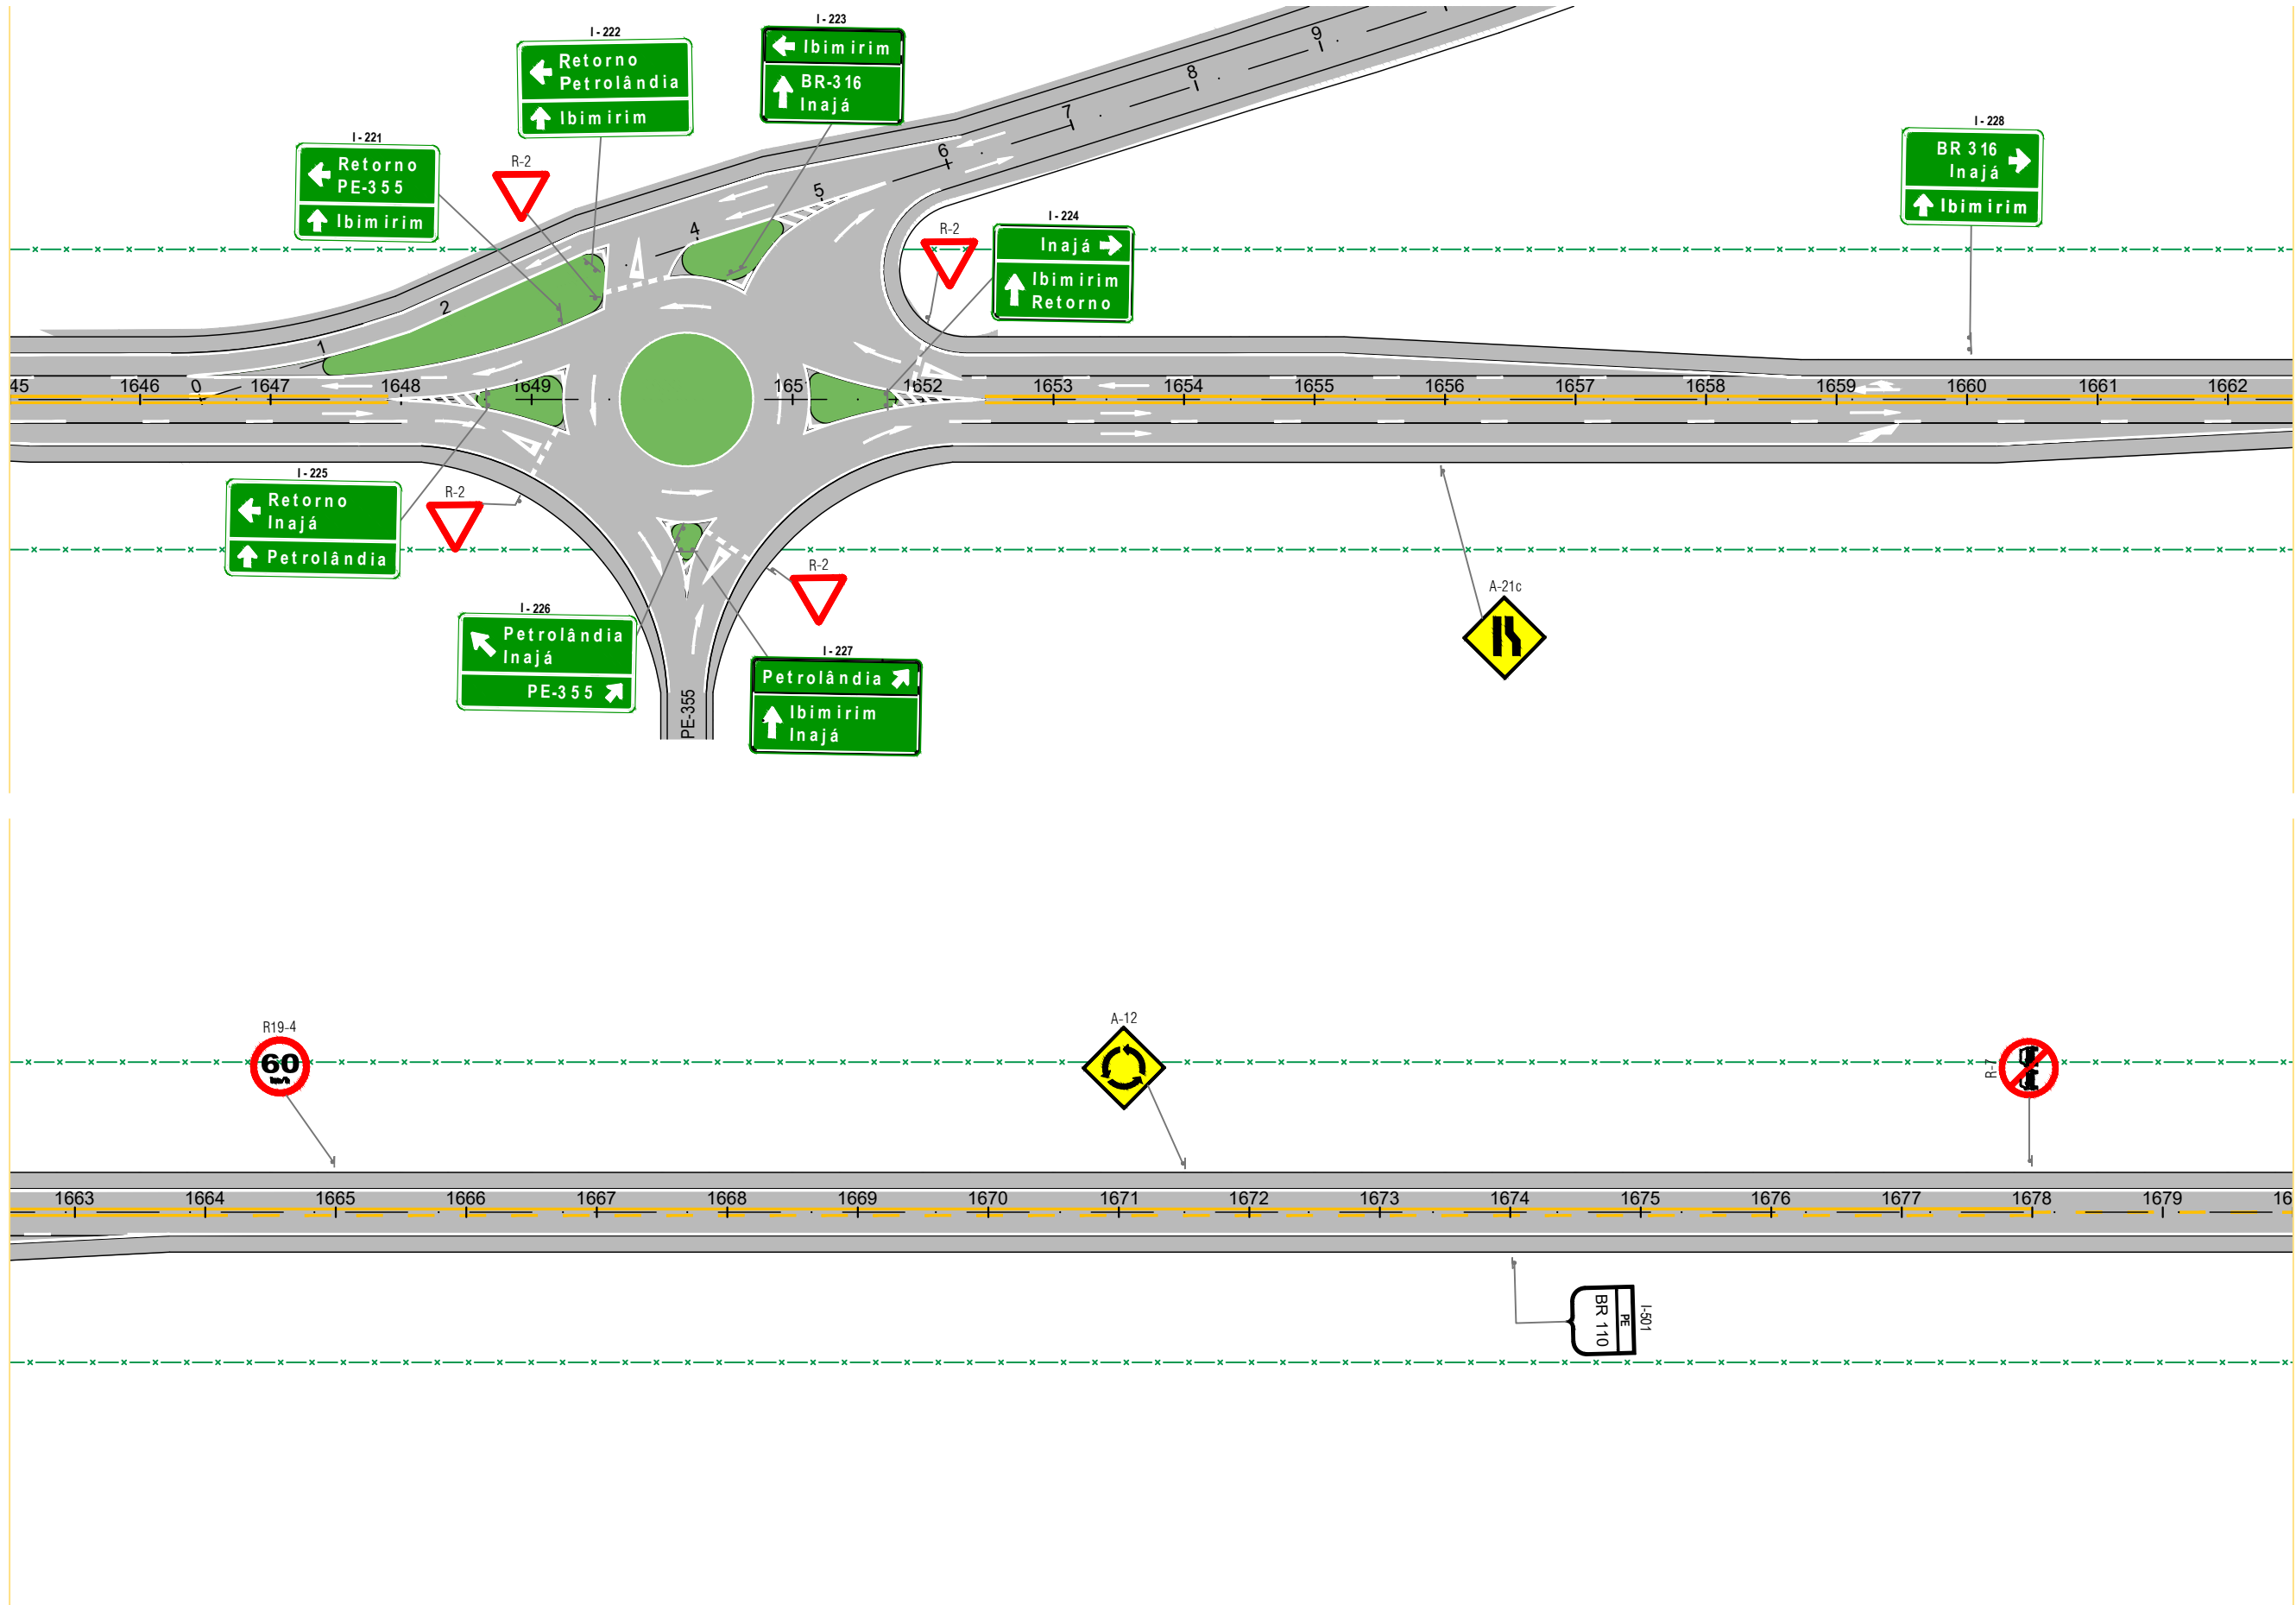 I - 223
Ibimirim
BR-316
Inajá
I - 222
Retorno
Petrolândia
Ibimirim
I - 221
Retorno
PE-355
Ibimirim
R-2
9
8
7
6
5
4
2
1
0
I - 228
BR 316
Inajá
Ibimirim
I - 224
Inajá
Ibimirim
Retorno
R-2
45 1646 1647 1648 1649 1651 1652 1653 1654 1655 1656 1657 1658 1659 1660 1661 1662
I - 225
Retorno
Inajá
Petrolândia
R-2
R-2
A-21c
I - 226
Petrolândia
Inajá
PE-355
I - 227
Petrolândia
Ibimirim
Inajá
PE-355
R19-4
60
km/h
A-12
R-7
1663 1664 1665 1666 1667 1668 1669 1670 1671 1672 1673 1674 1675 1676 1677 1678 1679 16
I-501
PE
BR 110